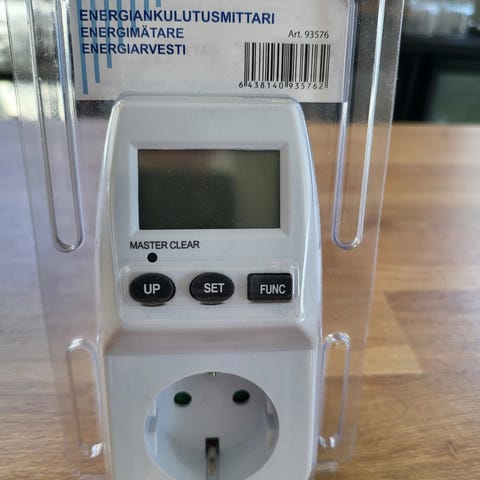 ENERGIANKULUTUSMITTARI
ENERGIMÄTARE
ENERGIARVESTI
Art. 93576
6 438140 935762
MASTER CLEAR
UP
SET
FUNC